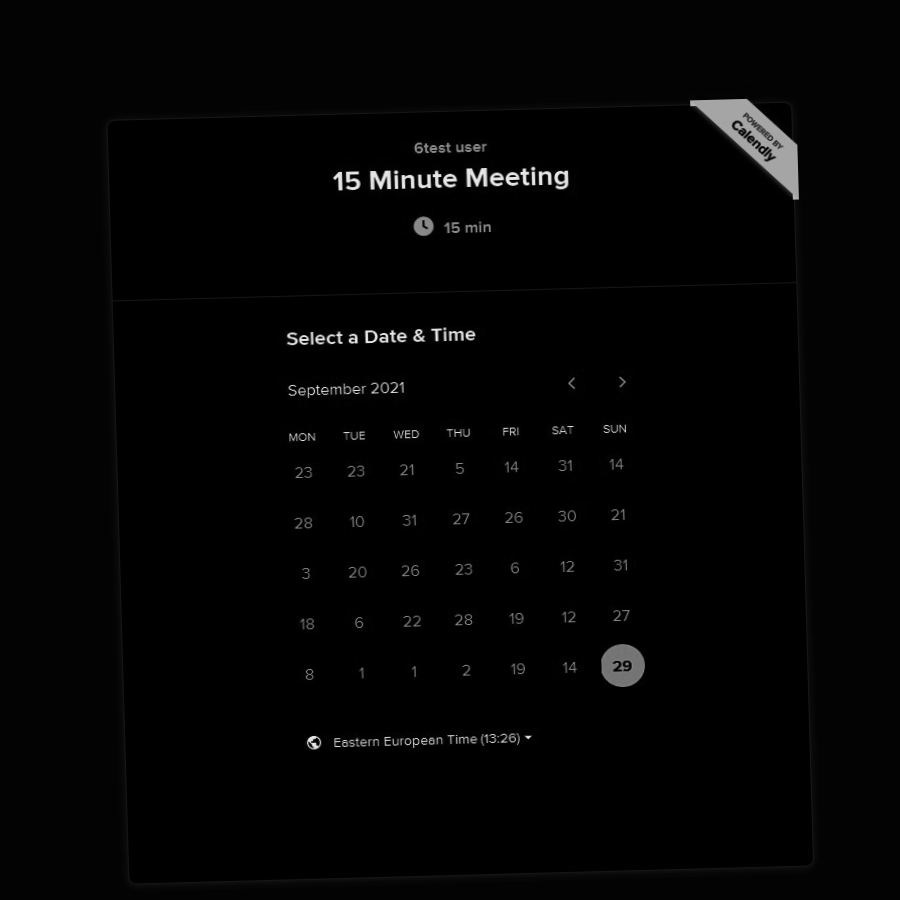 POWERED BY
Calendly
6test user
15 Minute Meeting
15 min
Select a Date & Time
September 2021
MON TUE WED THU FRI SAT SUN
23 23 21 5 14 31 14
28 10 31 27 26 30 21
3 20 26 23 6 12 31
18 6 22 28 19 12 27
8 1 1 2 19 14 29
Eastern European Time (13:26)